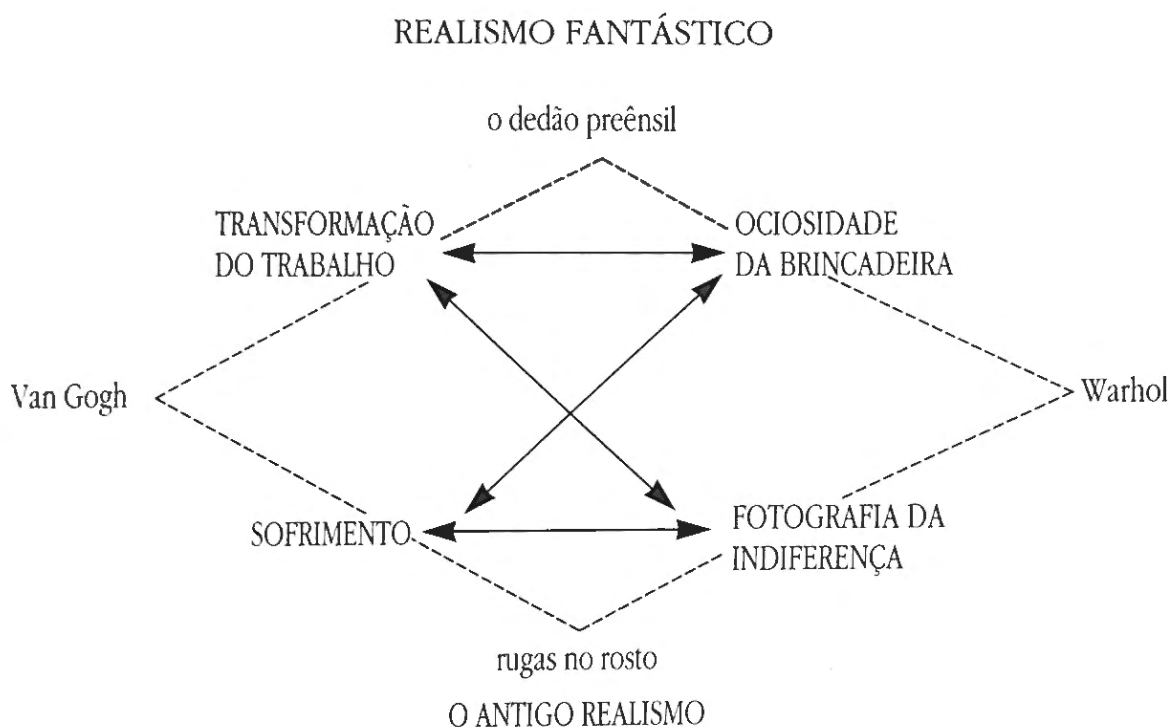 REALISMO FANTÁSTICO
o dedão preênsil
TRANSFORMAÇÃO
DO TRABALHO
OCIOSIDADE
DA BRINCADEIRA
Van Gogh
Warhol
SOFRIMENTO
FOTOGRAFIA DA
INDIFERENÇA
rugas no rosto
O ANTIGO REALISMO